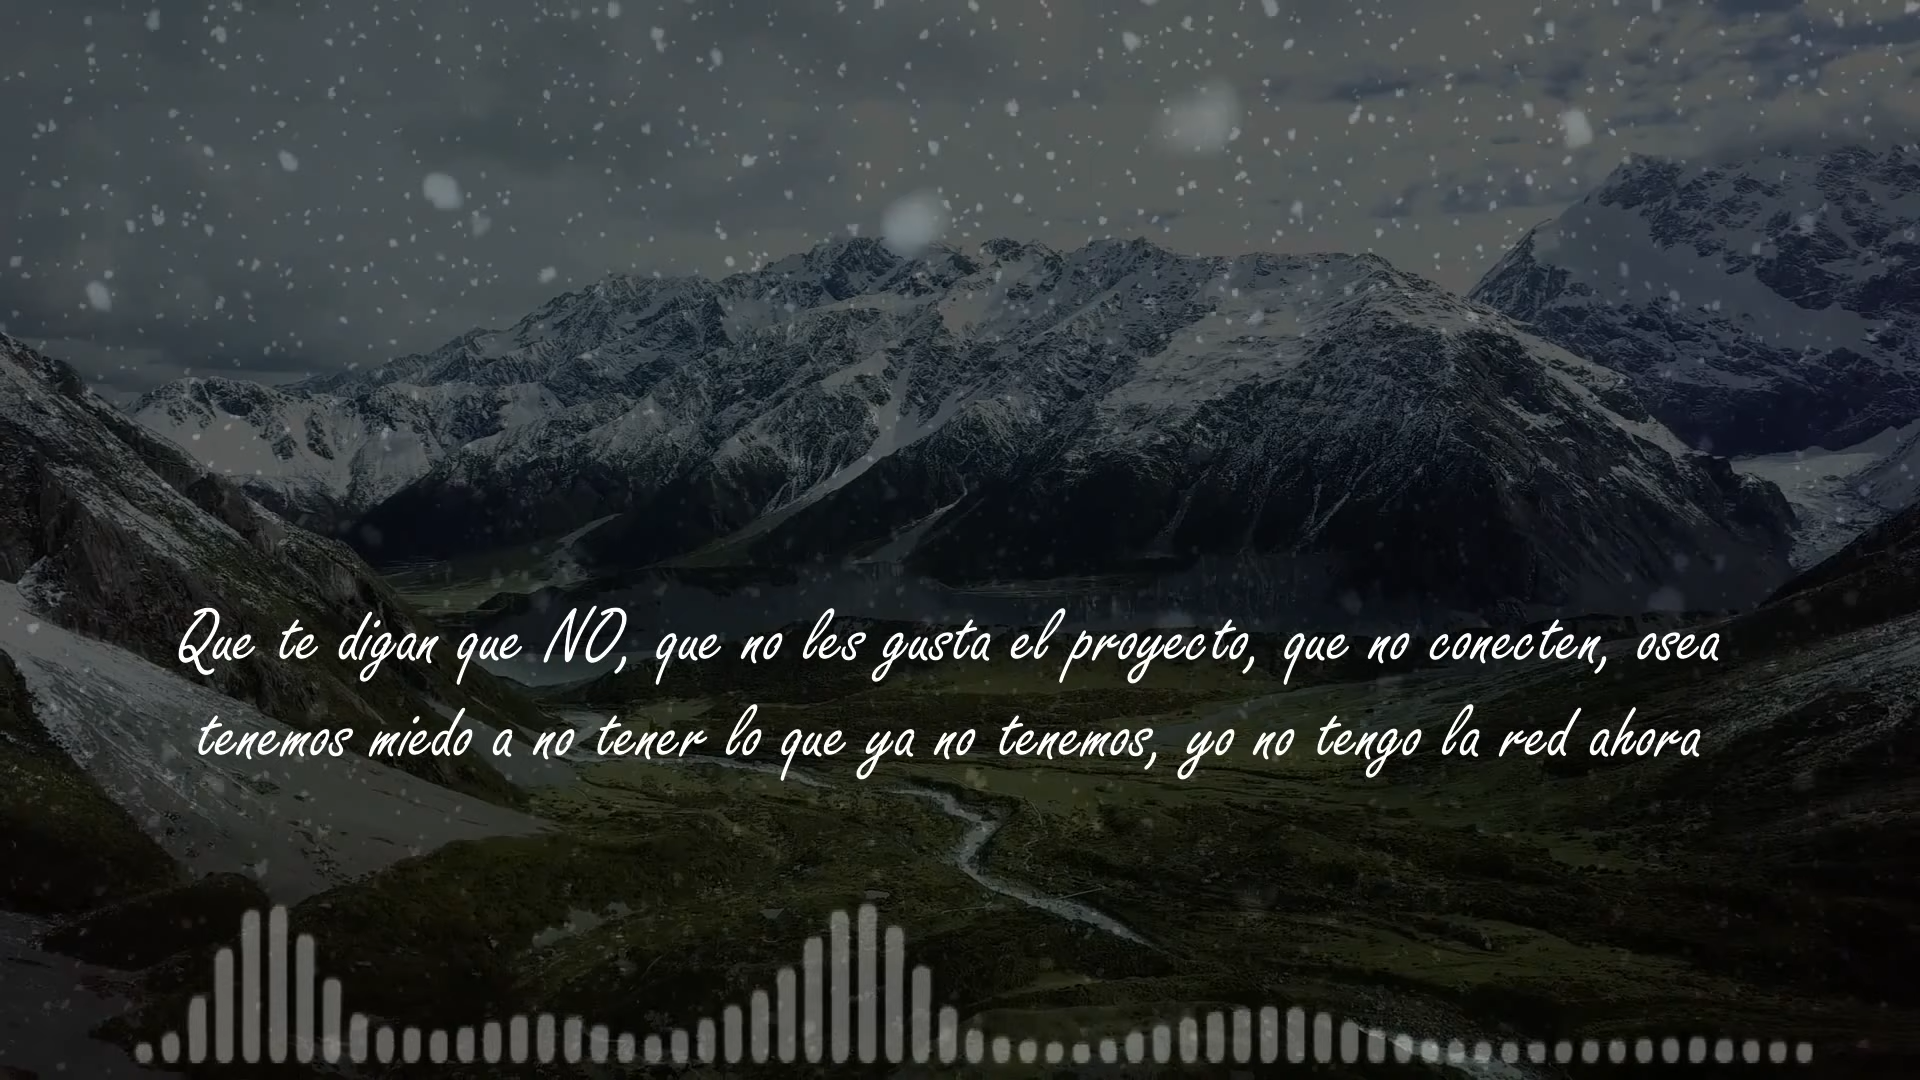 Que te digan que NO, que no les gusta el proyecto, que no conecten, osea
tenemos miedo a no tener lo que ya no tenemos, yo no tengo la red ahora